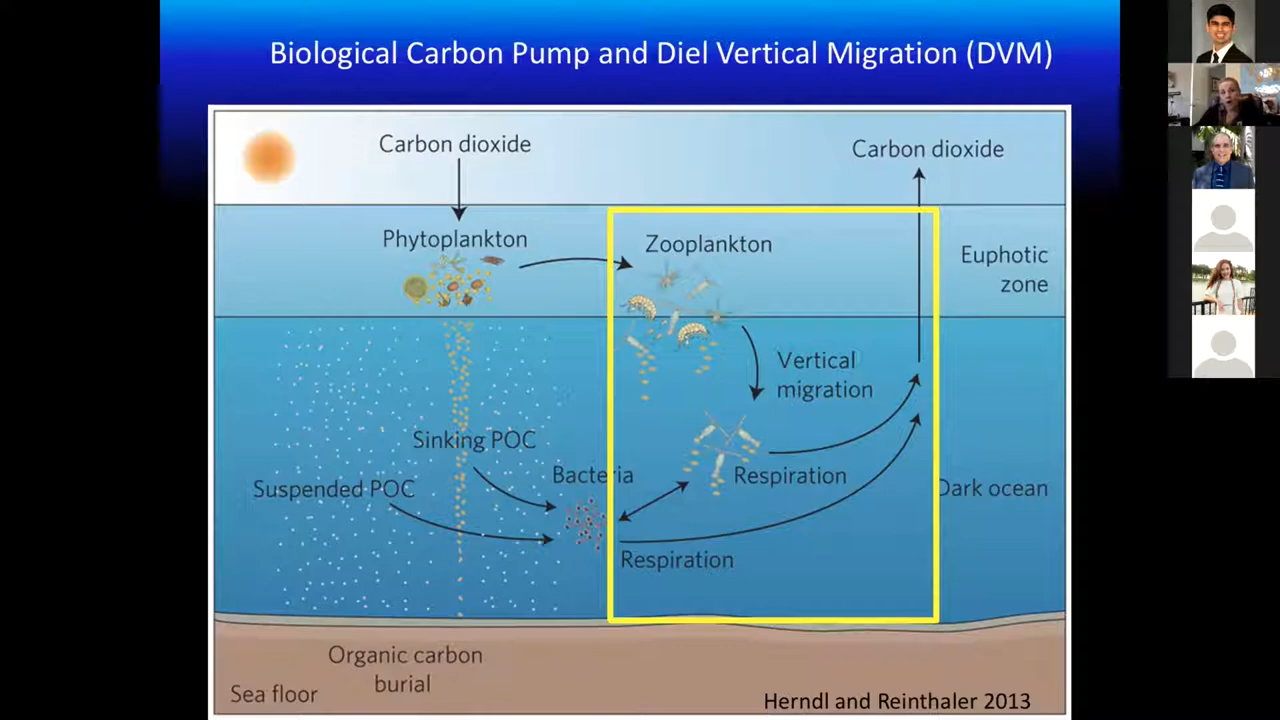 Biological Carbon Pump and Diel Vertical Migration (DVM)
Carbon dioxide
Carbon dioxide
Phytoplankton
Zooplankton
Euphotic
zone
Vertical
migration
Sinking POC
Suspended POC
Bacteria
Respiration
Dark ocean
Respiration
Organic carbon
burial
Sea floor
Herndl and Reinthaler 2013